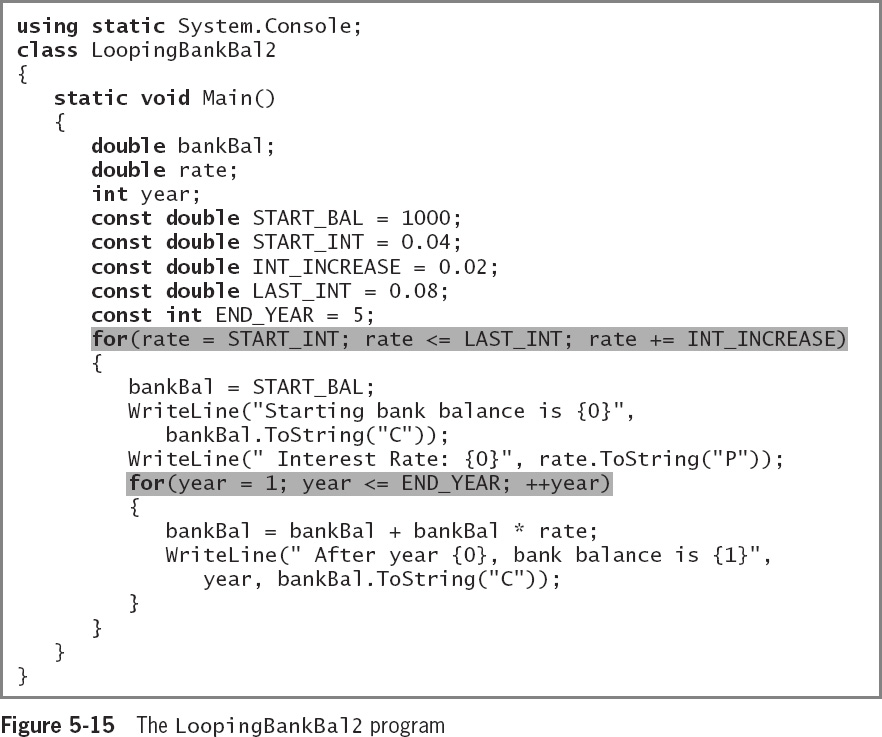 using static System.Console;
class LoopingBankBal2
{
   static void Main()
   {
      double bankBal;
      double rate;
      int year;
      const double START_BAL = 1000;
      const double START_INT = 0.04;
      const double INT_INCREASE = 0.02;
      const double LAST_INT = 0.08;
      const int END_YEAR = 5;
      for(rate = START_INT; rate <= LAST_INT; rate += INT_INCREASE)
      {
         bankBal = START_BAL;
         WriteLine("Starting bank balance is {0}",
            bankBal.ToString("C"));
         WriteLine(" Interest Rate: {0}", rate.ToString("P"));
         for(year = 1; year <= END_YEAR; ++year)
         {
            bankBal = bankBal + bankBal * rate;
            WriteLine(" After year {0}, bank balance is {1}",
               year, bankBal.ToString("C"));
         }
      }
   }
}
Figure 5-15 The LoopingBankBal2 program